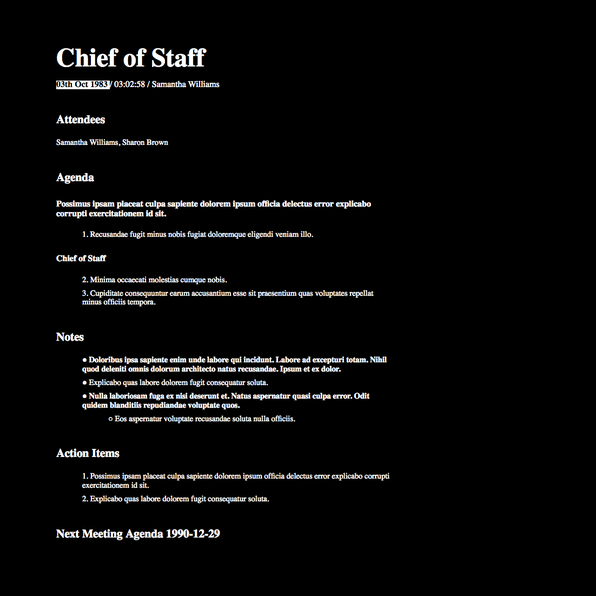 Chief of Staff
03th Oct 1983 / 03:02:58 / Samantha Williams
Attendees
Samantha Williams, Sharon Brown
Agenda
Possimus ipsam placeat culpa sapiente dolorem ipsum officia delectus error explicabo
corrupti exercitationem id sit.
1. Recusandae fugit minus nobis fugiat doloremque eligendi veniam illo.
Chief of Staff
2. Minima occaecati molestias cumque nobis.
3. Cupiditate consequuntur earum accusantium esse sit praesentium quas voluptates repellat
minus officiis tempora.
Notes
● Doloribus ipsa sapiente enim unde labore qui incidunt. Labore ad excepturi totam. Nihil
quod deleniti omnis dolorum architecto natus recusandae. Ipsum et ex dolor.
● Explicabo quas labore dolorem fugit consequatur soluta.
● Nulla laboriosam fuga ex nisi deserunt et. Natus aspernatur quasi culpa error. Odit
quidem blanditiis repudiandae voluptate quos.
○ Eos aspernatur voluptate recusandae soluta nulla officiis.
Action Items
1. Possimus ipsam placeat culpa sapiente dolorem ipsum officia delectus error explicabo corrupti
exercitationem id sit.
2. Explicabo quas labore dolorem fugit consequatur soluta.
Next Meeting Agenda 1990-12-29